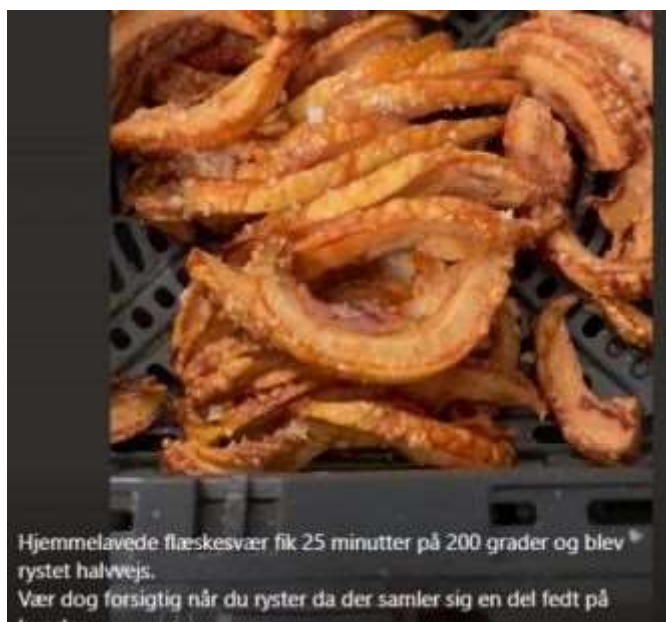 Hjemmelavede flæskesvær fik 25 minutter på 200 grader og blev
rystet halvvejs.
Vær dog forsigtig når du ryster da der samler sig en del fedt på